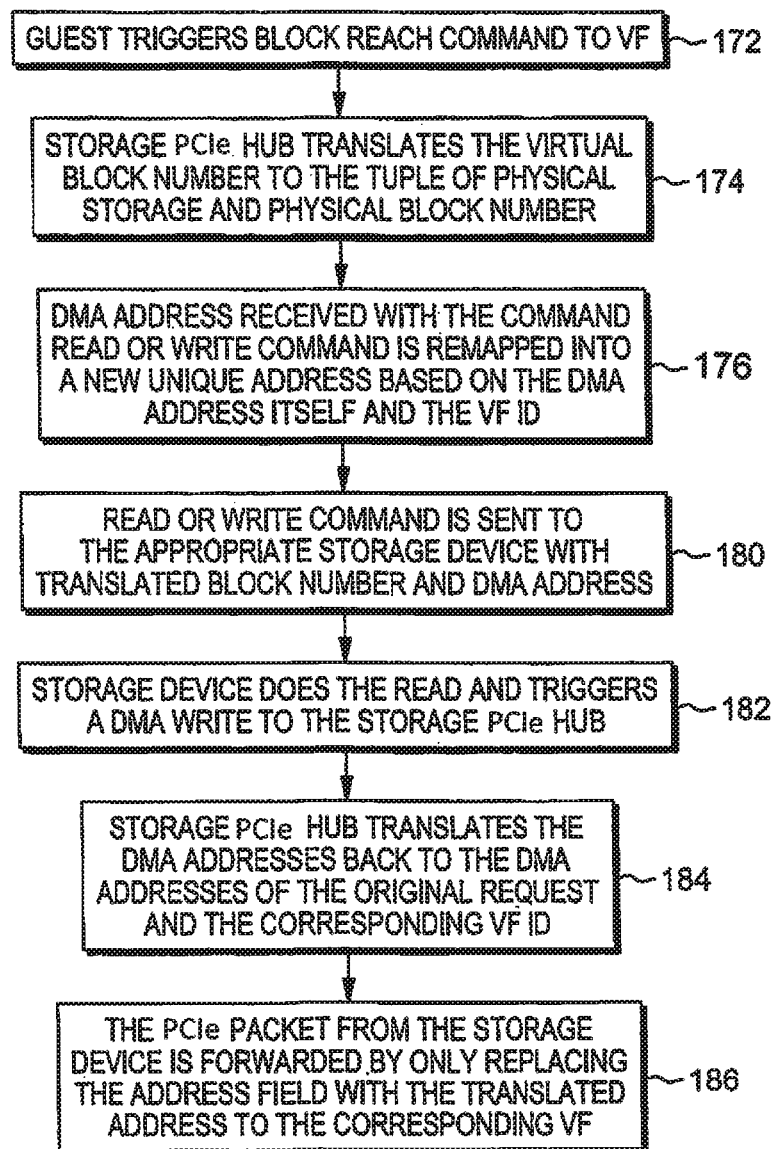 GUEST TRIGGERS BLOCK REACH COMMAND TO VF
172
STORAGE PCIe HUB TRANSLATES THE VIRTUAL
BLOCK NUMBER TO THE TUPLE OF PHYSICAL
STORAGE AND PHYSICAL BLOCK NUMBER
174
DMA ADDRESS RECEIVED WITH THE COMMAND
READ OR WRITE COMMAND IS REMAPPED INTO
A NEW UNIQUE ADDRESS BASED ON THE DMA
ADDRESS ITSELF AND THE VF ID
176
READ OR WRITE COMMAND IS SENT TO
THE APPROPRIATE STORAGE DEVICE WITH
TRANSLATED BLOCK NUMBER AND DMA ADDRESS
180
STORAGE DEVICE DOES THE READ AND TRIGGERS
A DMA WRITE TO THE STORAGE PCIe HUB
182
STORAGE PCIe HUB TRANSLATES THE
DMA ADDRESSES BACK TO THE DMA
ADDRESSES OF THE ORIGINAL REQUEST
AND THE CORRESPONDING VF ID
184
THE PCIe PACKET FROM THE STORAGE
DEVICE IS FORWARDED BY ONLY REPLACING
THE ADDRESS FIELD WITH THE TRANSLATED
ADDRESS TO THE CORRESPONDING VF
186